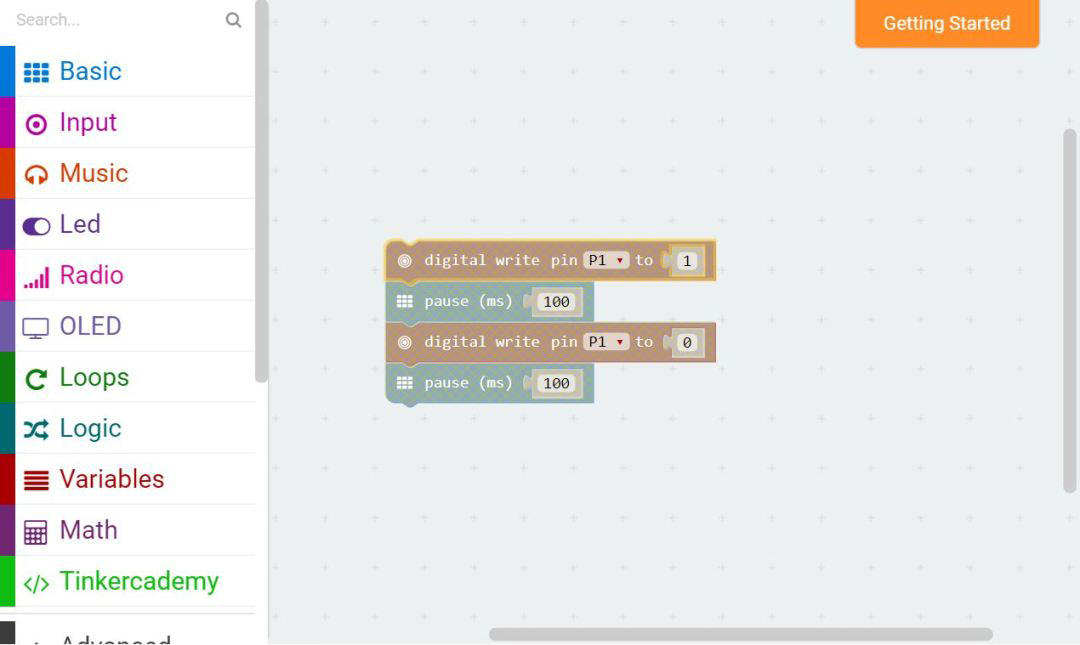 Search...
Getting Started
Basic
Input
Music
Led
Radio
OLED
Loops
Logic
Variables
Math
Tinkercademy
Advanced
digital write pin P1 to 1
pause (ms) 100
digital write pin P1 to 0
pause (ms) 100